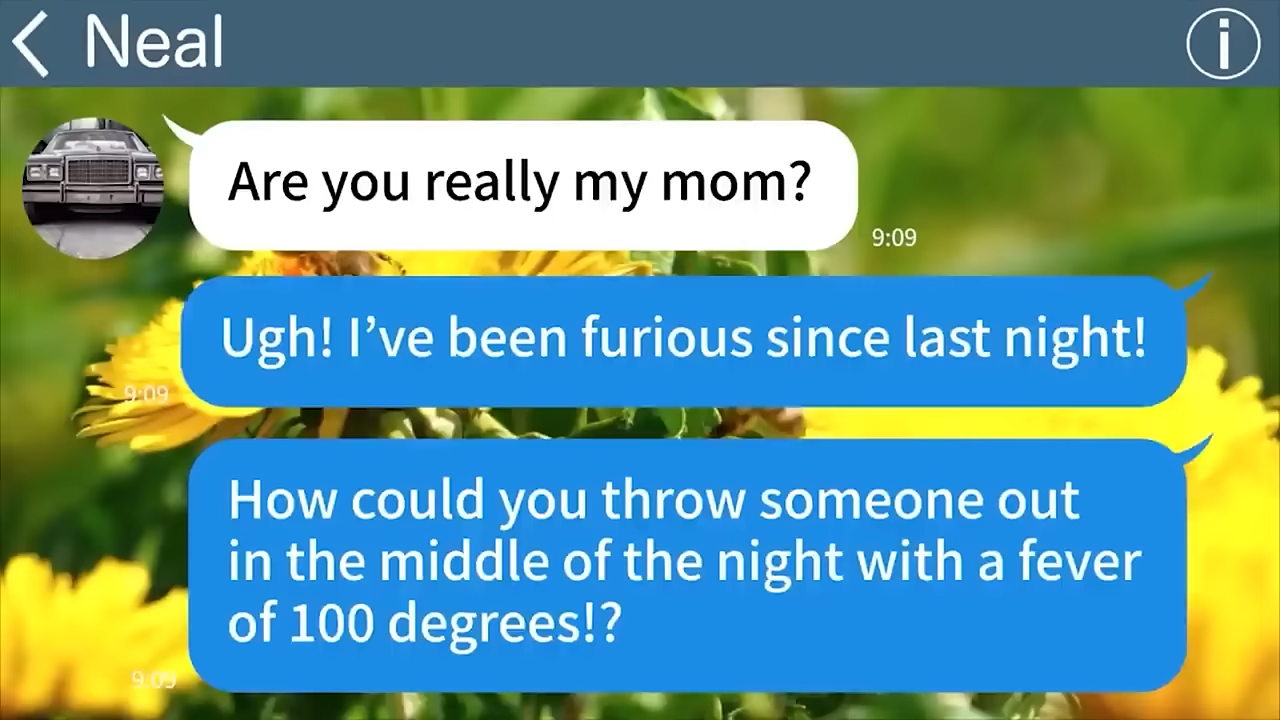 Neal
Are you really my mom?
9:09
Ugh! I’ve been furious since last night!
9:09
How could you throw someone out
in the middle of the night with a fever
of 100 degrees!?
9:09